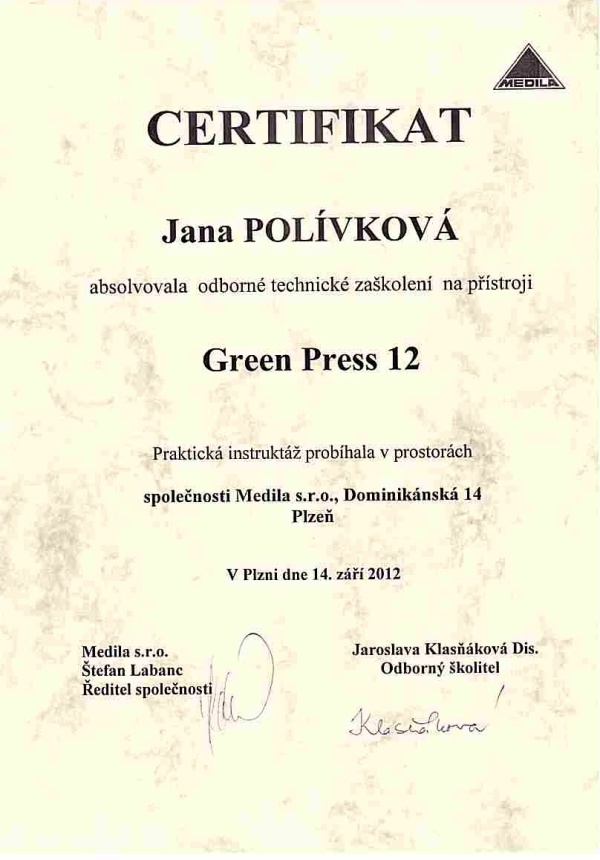 MEDILA
CERTIFIKAT
Jana POLÍVKOVÁ
absolvovala odborné technické zaškolení na přístroji
Green Press 12
Praktická instruktáž probíhala v prostorách
společnosti Medila s.r.o., Dominikánská 14
Plzeň
V Plzni dne 14. září 2012
Medila s.r.o.
Štefan Labanc
Ředitel společnosti
Jaroslava Klasňáková Dis.
Odborný školitel
Klasňáková